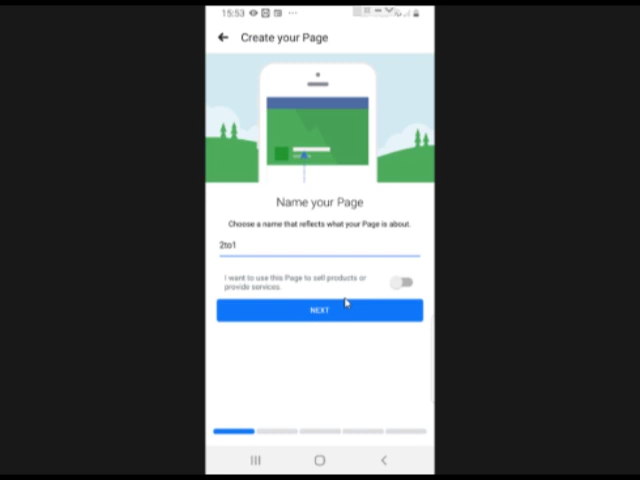 15:53
Create your Page
Name your Page
Choose a name that reflects what your Page is about.
2to1
I want to use this Page to sell products or
provide services.
NEXT